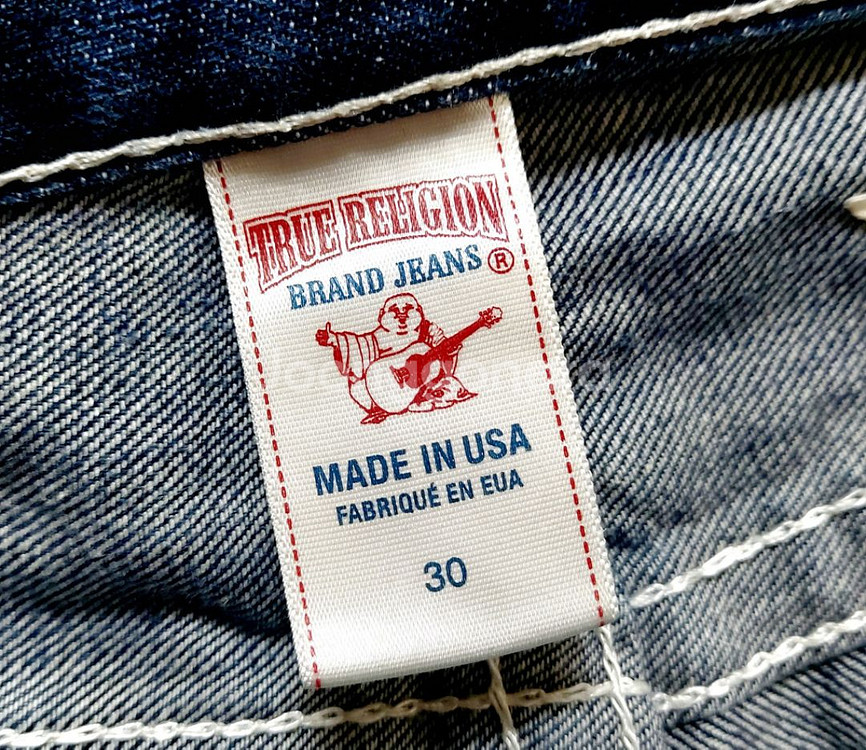 TRUE RELIGION
BRAND JEANS ®
MADE IN USA
FABRIQUÉ EN EUA
30